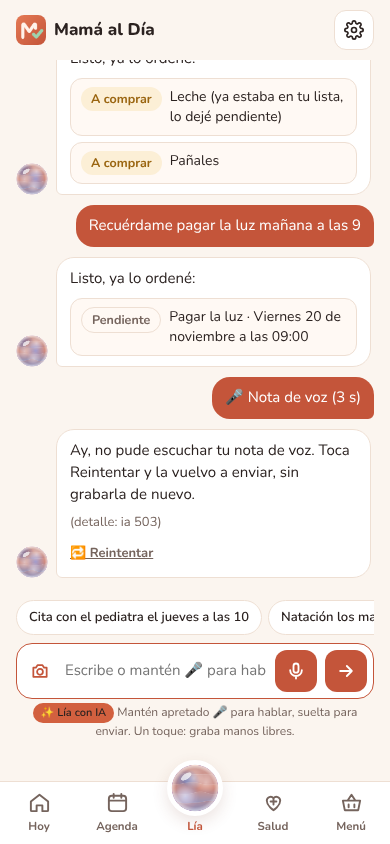 Mamá al Día
Listo, ya lo ordené:
A comprar
Leche (ya estaba en tu lista,
lo dejé pendiente)
A comprar
Pañales
Recuérdame pagar la luz mañana a las 9
Listo, ya lo ordené:
Pendiente
Pagar la luz · Viernes 20 de
noviembre a las 09:00
🎤 Nota de voz (3 s)
Ay, no pude escuchar tu nota de voz. Toca
Reintentar y la vuelvo a enviar, sin
grabarla de nuevo.
(detalle: ia 503)
🔁 Reintentar
Cita con el pediatra el jueves a las 10
Natación los ma
Escribe o mantén 🎤 para hab
✨ Lía con IA Mantén apretado 🎤 para hablar, suelta para
enviar. Un toque: graba manos libres.
Hoy
Agenda
Lía
Salud
Menú